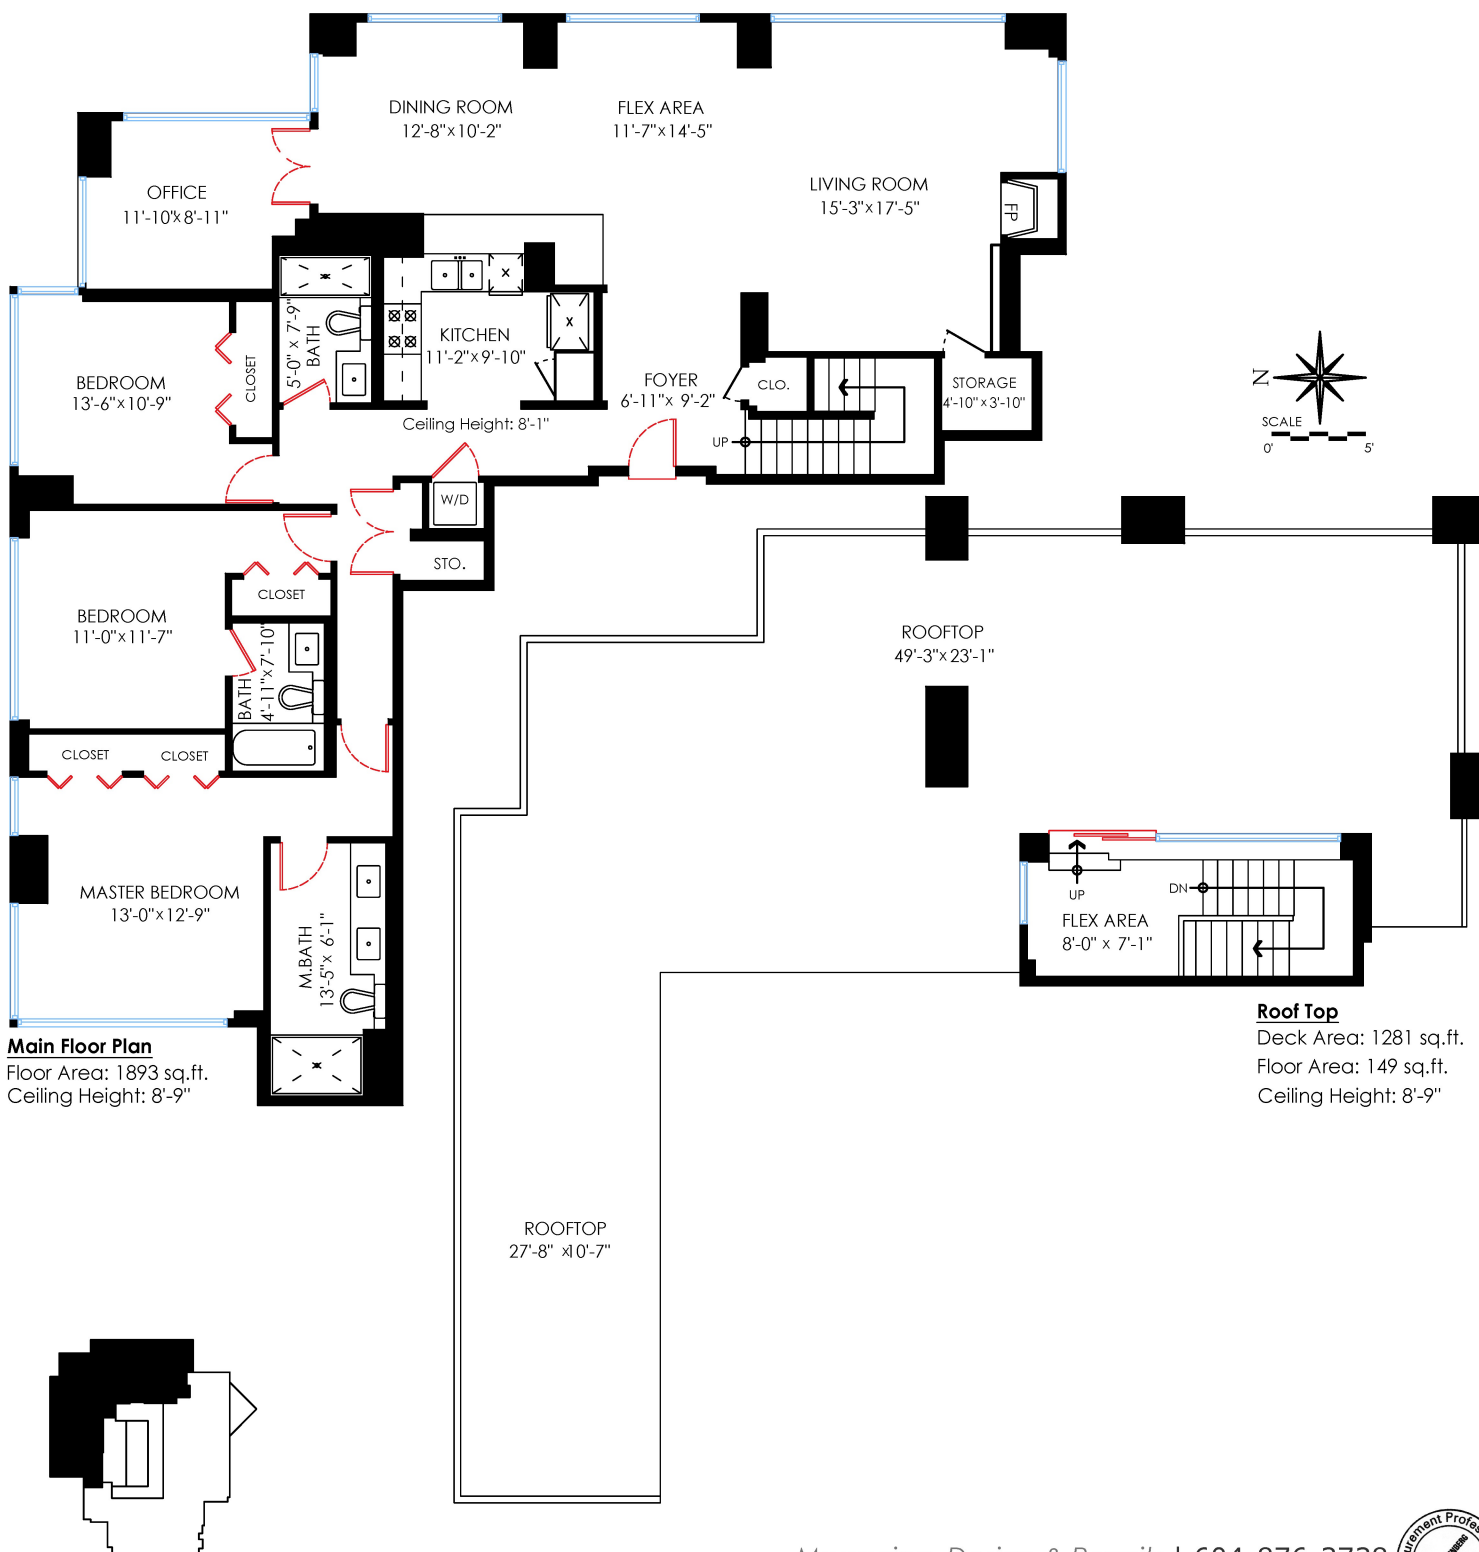 DINING ROOM
12'-8"x10'-2"
FLEX AREA
11'-7"x14'-5"
LIVING ROOM
15'-3"x17'-5"
FP
OFFICE
11'-10"x8'-11"
5'-0" x 7'-9"
BATH
KITCHEN
11'-2"x9'-10"
BEDROOM
13'-6"x10'-9"
CLOSET
FOYER
6'-11"x 9'-2"
CLO.
STORAGE
4'-10"x3'-10"
Ceiling Height: 8'-1"
UP
N
SCALE
0' 5'
W/D
STO.
CLOSET
BEDROOM
11'-0"x11'-7"
BATH
4'-11"x7'-10"
CLOSET CLOSET
ROOFTOP
49'-3"x23'-1"
MASTER BEDROOM
13'-0"x12'-9"
M.BATH
13'-5"x 6'-1"
UP
DN
FLEX AREA
8'-0" x 7'-1"
Main Floor Plan
Floor Area: 1893 sq.ft.
Ceiling Height: 8'-9"
Roof Top
Deck Area: 1281 sq.ft.
Floor Area: 149 sq.ft.
Ceiling Height: 8'-9"
ROOFTOP
27'-8" x10'-7"